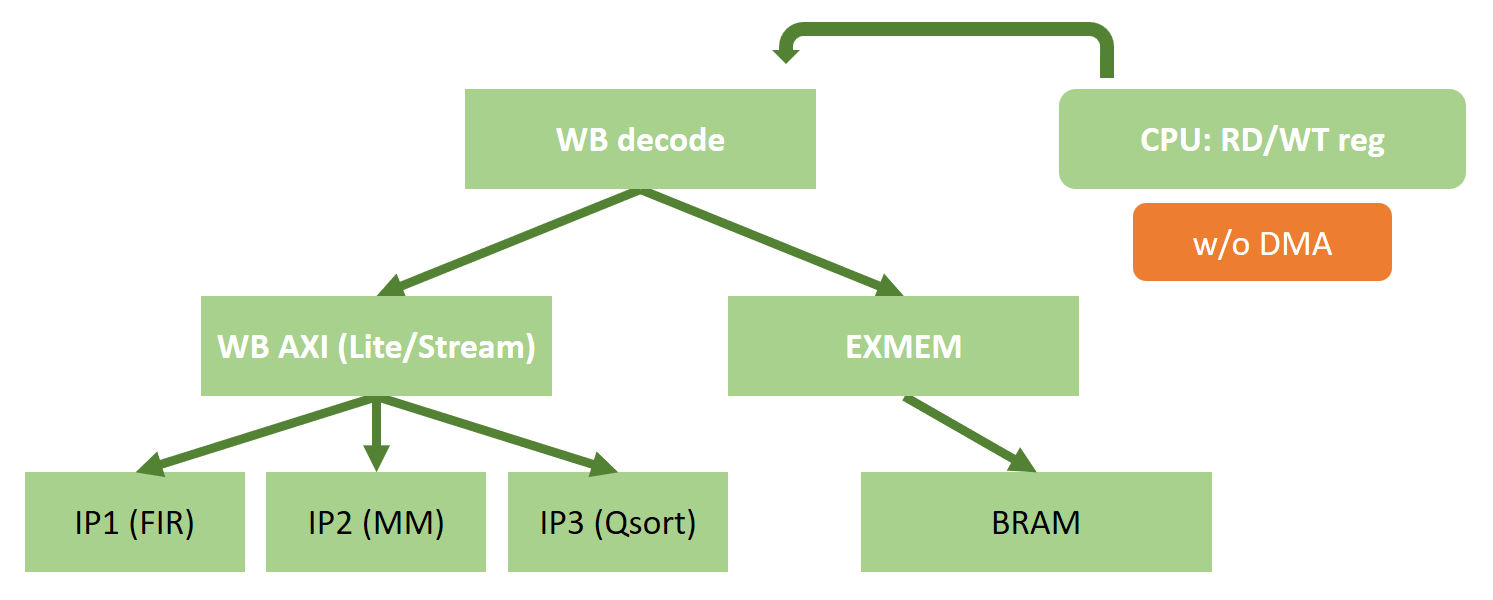 WB decode
CPU: RD/WT reg
w/o DMA
WB AXI (Lite/Stream)
EXMEM
IP1 (FIR)
IP2 (MM)
IP3 (Qsort)
BRAM